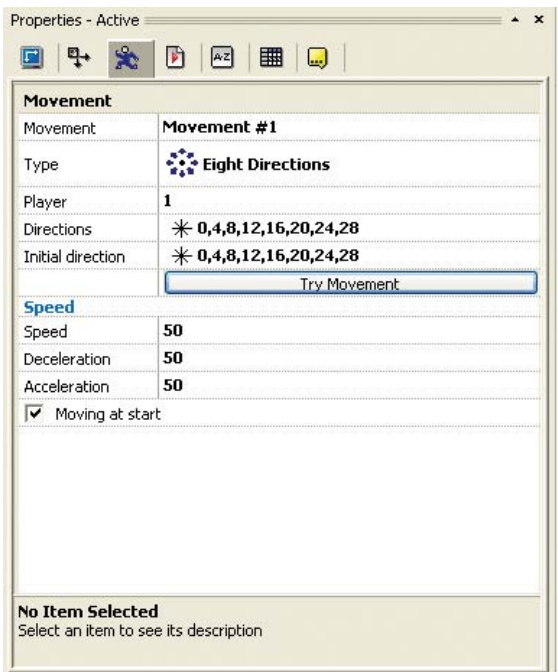 Properties - Active
A-Z
Movement
Movement Movement #1
Type Eight Directions
Player 1
Directions 0,4,8,12,16,20,24,28
Initial direction 0,4,8,12,16,20,24,28
Try Movement
Speed
Speed 50
Deceleration 50
Acceleration 50
Moving at start
No Item Selected
Select an item to see its description